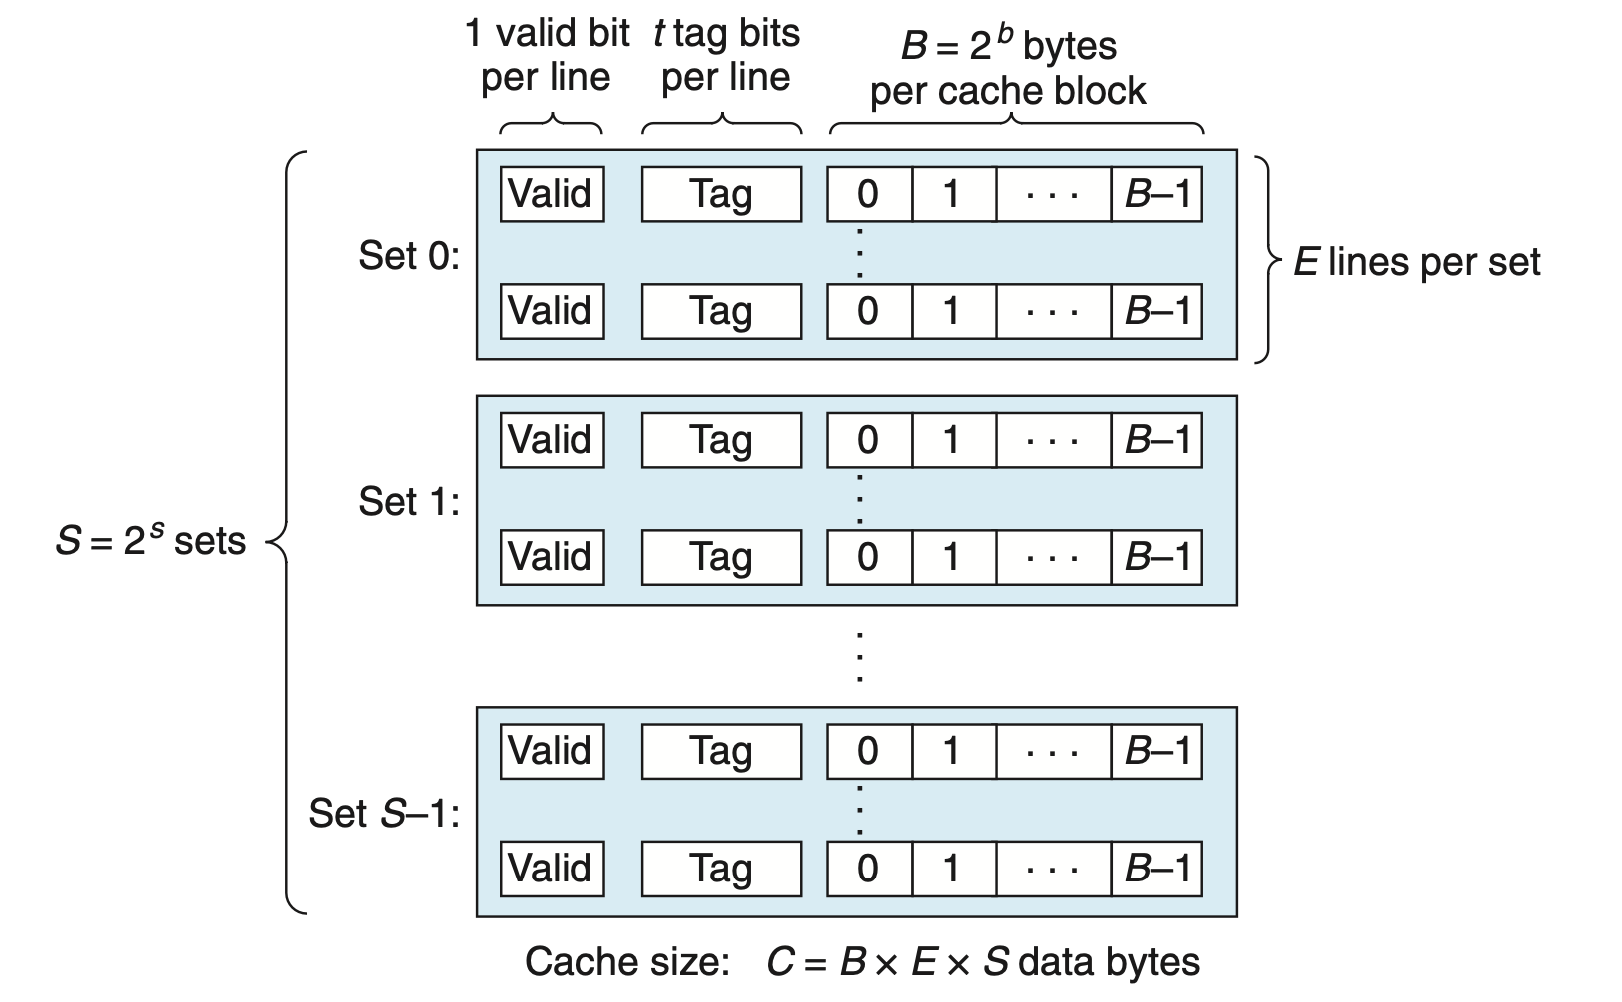 1 valid bit per line
t tag bits per line
B = 2^b bytes per cache block
Valid Tag 0 1 · · · B–1
Set 0:
E lines per set
Valid Tag 0 1 · · · B–1
Valid Tag 0 1 · · · B–1
Set 1:
Valid Tag 0 1 · · · B–1
S = 2^s sets
Valid Tag 0 1 · · · B–1
Set S–1:
Valid Tag 0 1 · · · B–1
Cache size: C = B × E × S data bytes